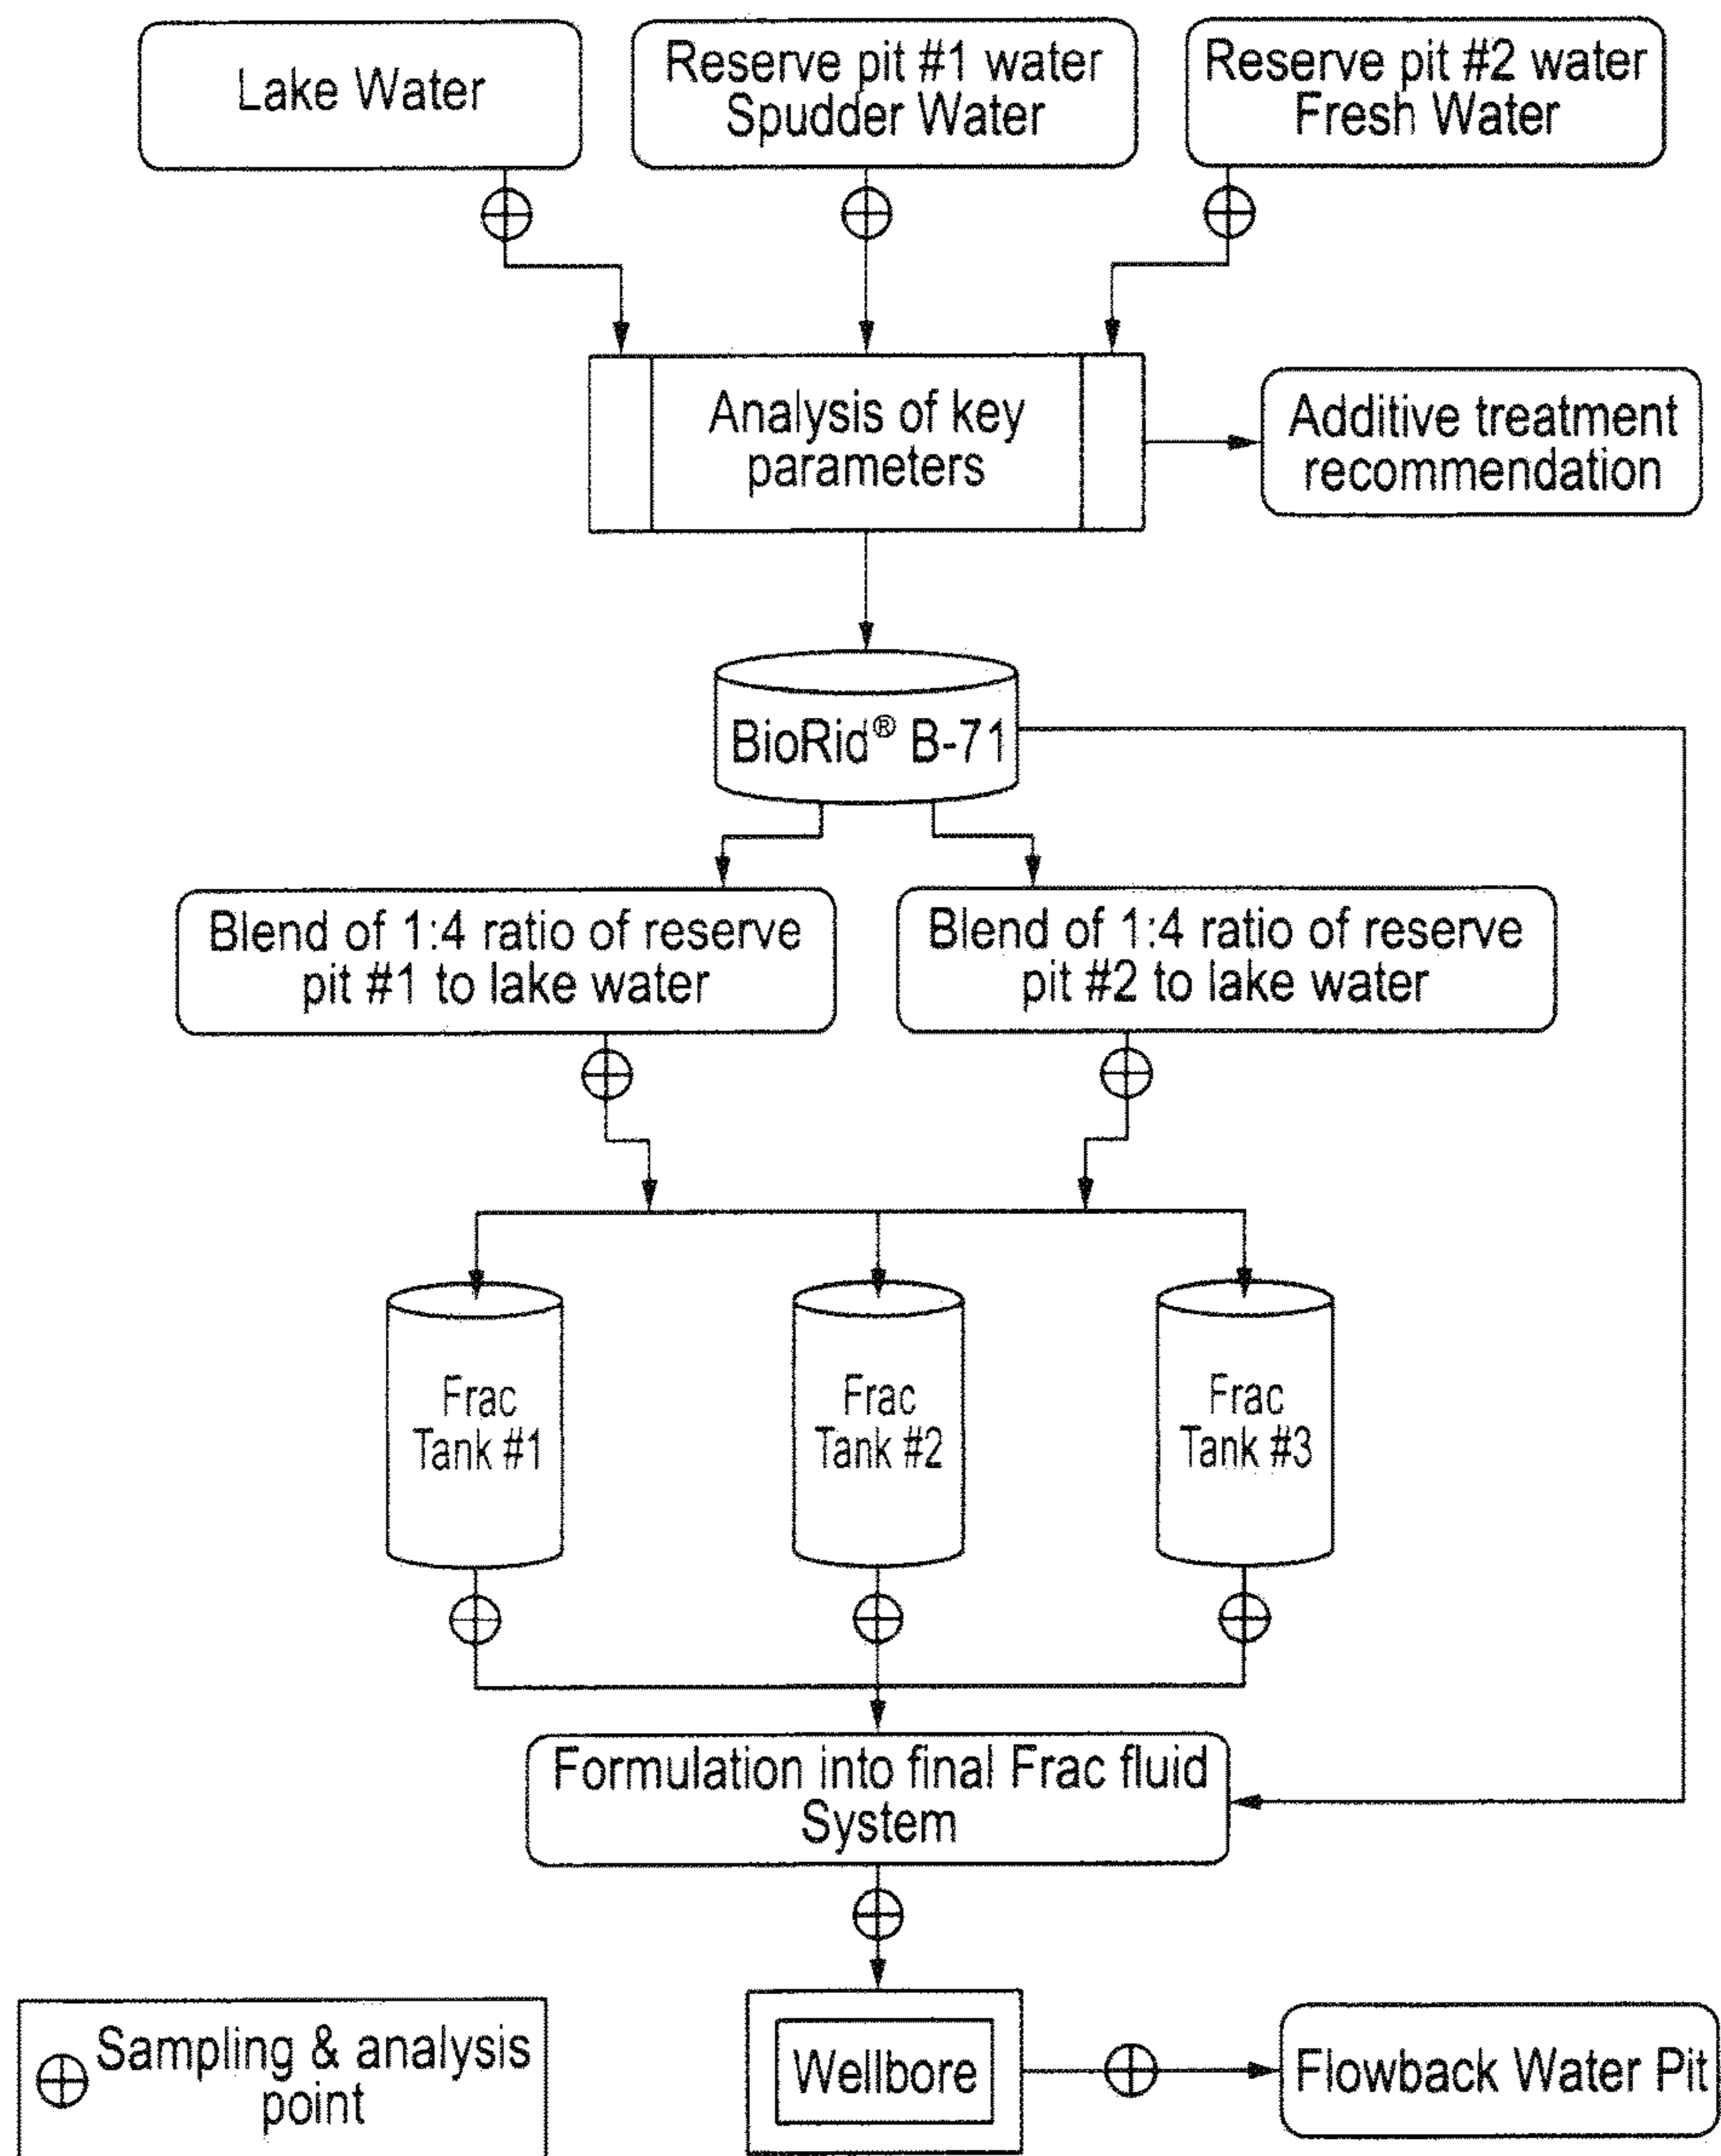 Lake Water
Reserve pit #1 water
Spudder Water
Reserve pit #2 water
Fresh Water
Analysis of key
parameters
Additive treatment
recommendation
BioRid® B-71
Blend of 1:4 ratio of reserve
pit #1 to lake water
Blend of 1:4 ratio of reserve
pit #2 to lake water
Frac
Tank #1
Frac
Tank #2
Frac
Tank #3
Formulation into final Frac fluid
System
Sampling & analysis
point
Wellbore
Flowback Water Pit